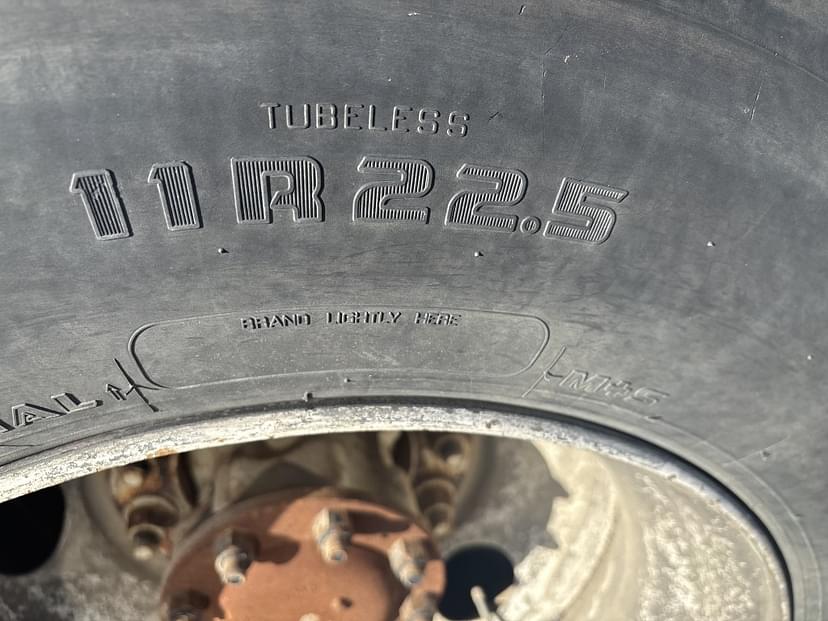 TUBELESS
11R22.5
BRAND LIGHTLY HERE
M+S